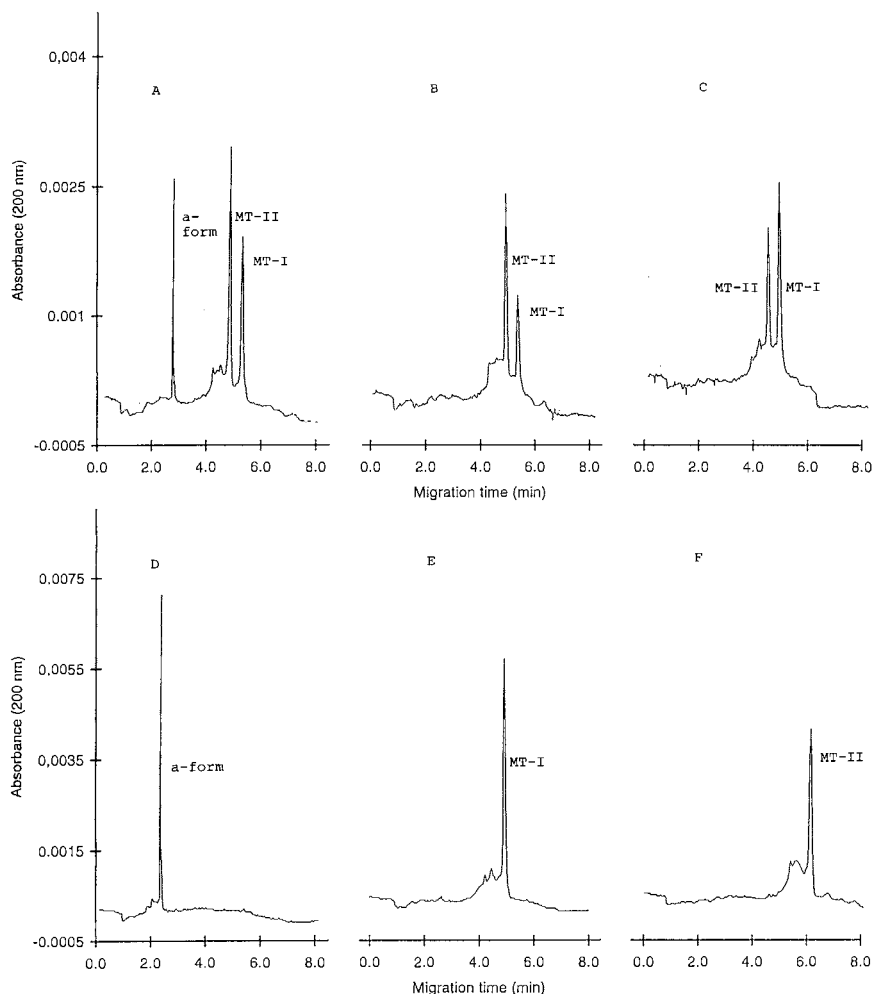 0,004
A
B
C
0,0025
a-
form
MT-II
MT-I
MT-II
MT-I
MT-II
MT-I
0,001
-0,0005
Absorbance (200 nm)
0.0
2.0
4.0
6.0
8.0
0.0
2.0
4.0
6.0
8.0
0.0
2.0
4.0
6.0
8.0
Migration time (min)
D
E
F
0.0075
0,0055
0,0035
0.0015
-0.0005
Absorbance (200 nm)
a-form
MT-I
MT-II
0.0
2.0
4.0
6.0
8.0
0.0
2.0
4.0
6.0
8.0
0.0
2.0
4.0
6.0
8.0
Migration time (min)